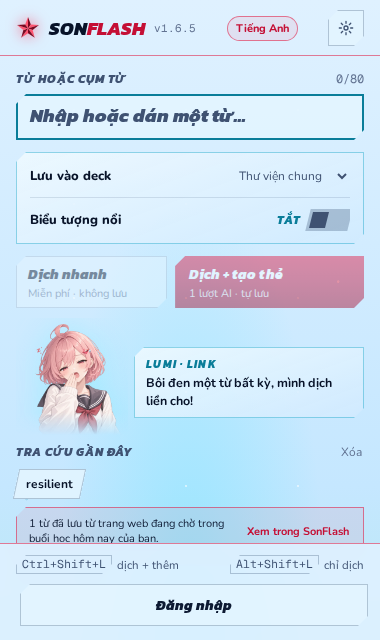 SONFLASH v1.6.5 Tiếng Anh
TỪ HOẶC CỤM TỪ 0/80
Nhập hoặc dán một từ...
Lưu vào deck Thư viện chung
Biểu tượng nổi TẮT
Dịch nhanh
Miễn phí · không lưu
Dịch + tạo thẻ
1 lượt AI · tự lưu
LUMI · LINK
Bôi đen một từ bất kỳ, mình dịch
liền cho!
TRA CỨU GẦN ĐÂY Xóa
resilient
1 từ đã lưu từ trang web đang chờ trong
buổi học hôm nay của bạn.
Xem trong SonFlash
Ctrl+Shift+L dịch + thêm Alt+Shift+L chỉ dịch
Đăng nhập